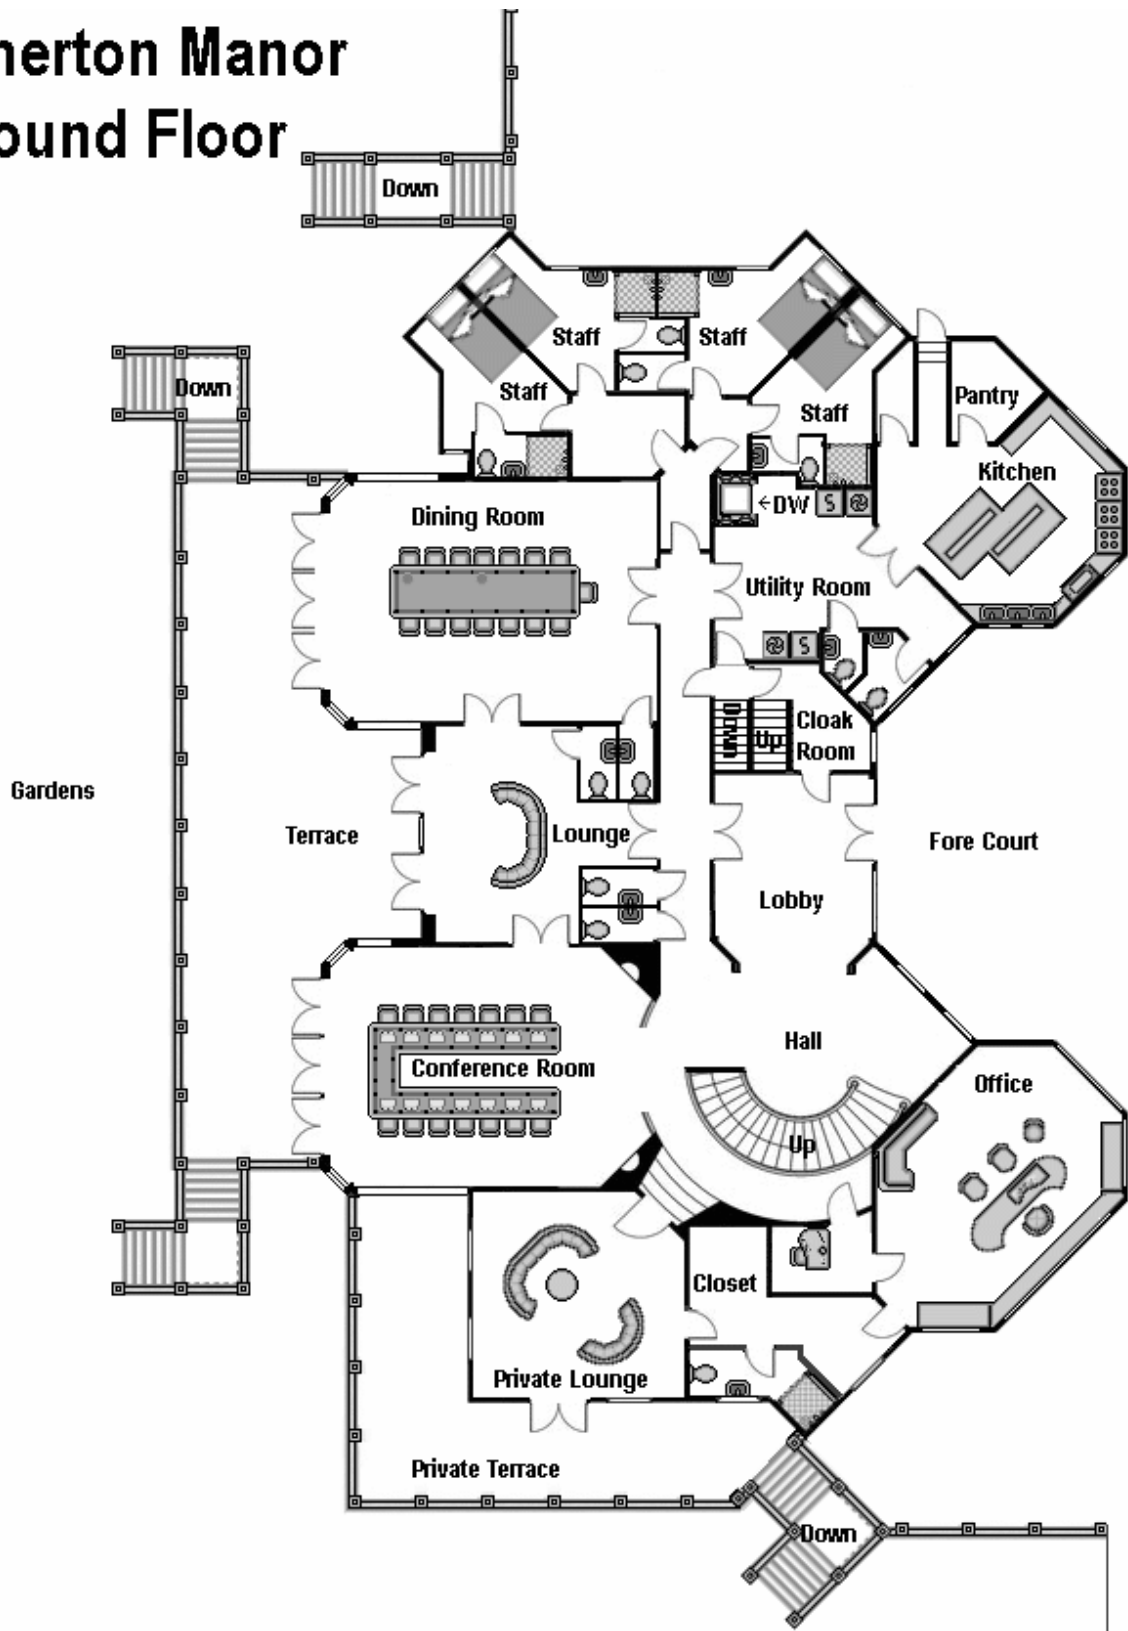 nerton Manor
ound Floor
Down
Down
Staff
Staff
Staff
Staff
Pantry
Kitchen
Dining Room
←DW
S
Utility Room
S
Down
Up
Cloak
Room
Gardens
Terrace
Lounge
Fore Court
Lobby
Hall
Conference Room
Office
Up
Closet
Private Lounge
Private Terrace
Down